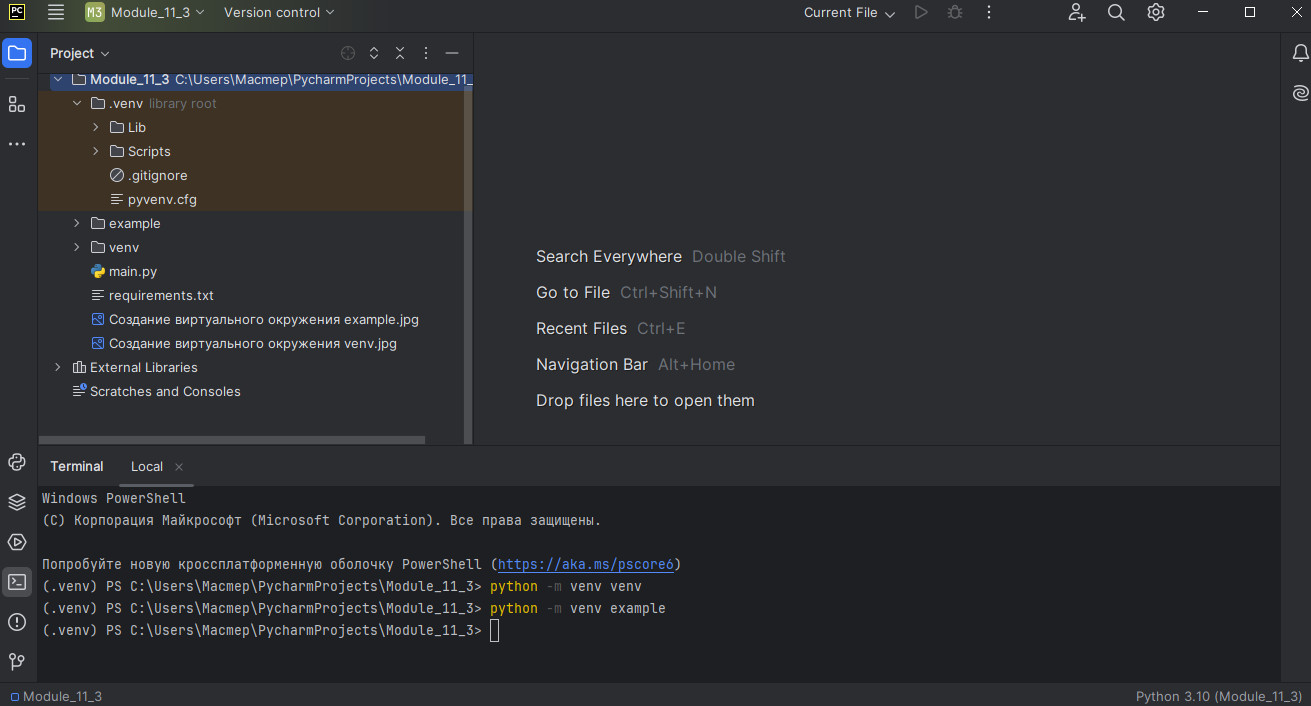 PC M3 Module_11_3 Version control Current File
Project
Module_11_3 C:\Users\Мастер\PycharmProjects\Module_11_
.venv library root
Lib
Scripts
.gitignore
pyvenv.cfg
example
venv
main.py
requirements.txt
Создание виртуального окружения example.jpg
Создание виртуального окружения venv.jpg
External Libraries
Scratches and Consoles
Search Everywhere Double Shift
Go to File Ctrl+Shift+N
Recent Files Ctrl+E
Navigation Bar Alt+Home
Drop files here to open them
Terminal Local
Windows PowerShell
(C) Корпорация Майкрософт (Microsoft Corporation). Все права защищены.
Попробуйте новую кроссплатформенную оболочку PowerShell (https://aka.ms/pscore6)
(.venv) PS C:\Users\Мастер\PycharmProjects\Module_11_3> python -m venv venv
(.venv) PS C:\Users\Мастер\PycharmProjects\Module_11_3> python -m venv example
(.venv) PS C:\Users\Мастер\PycharmProjects\Module_11_3>
Module_11_3 Python 3.10 (Module_11_3)